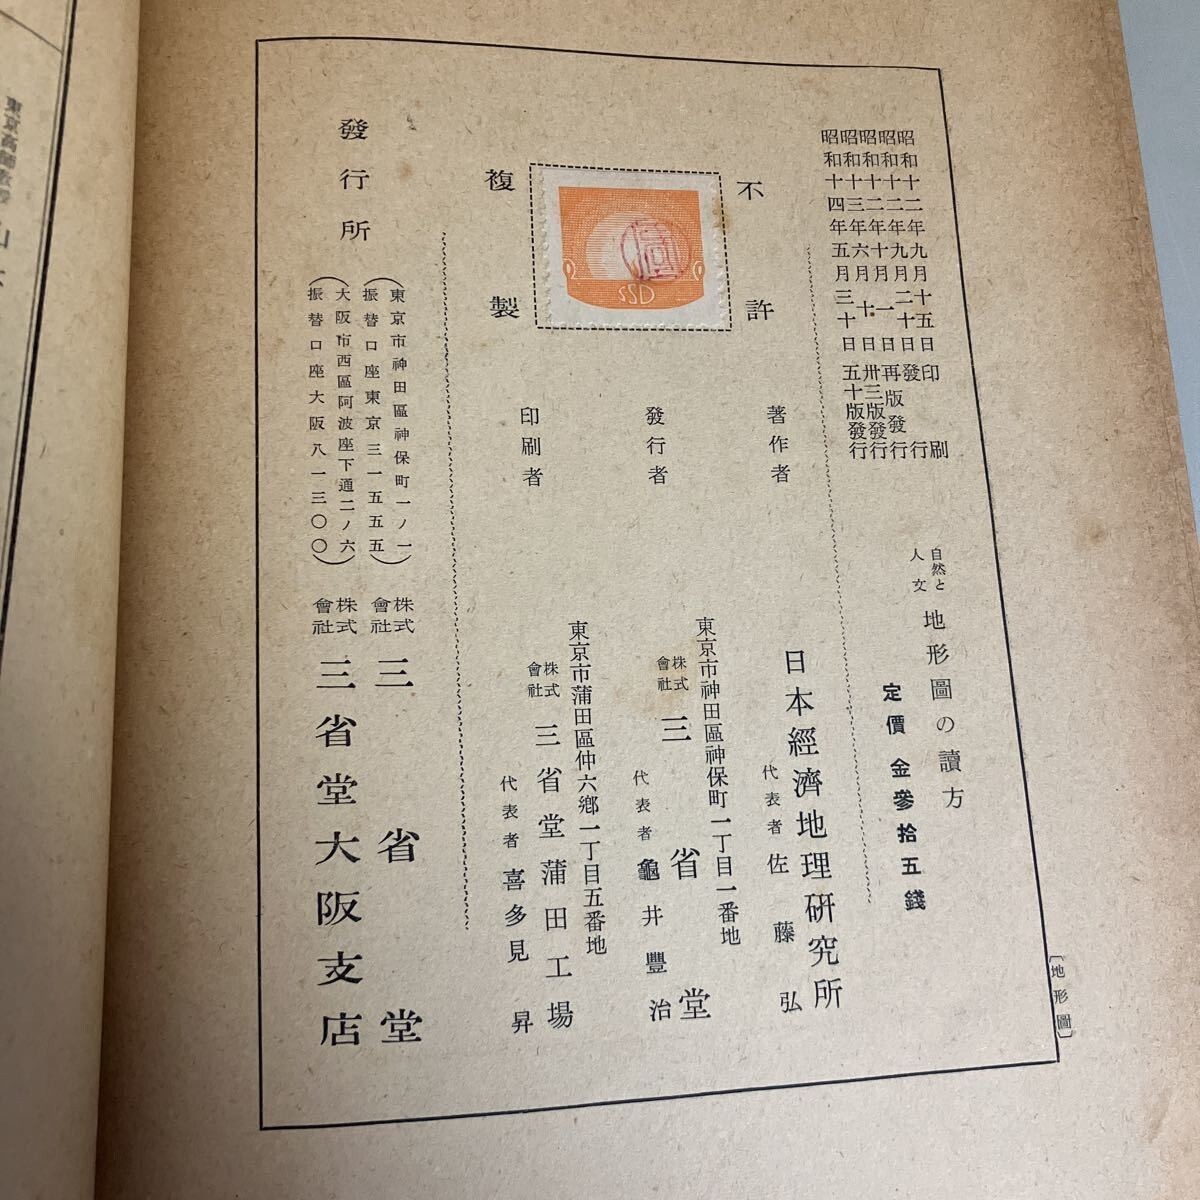 昭和十二年九月十五日印刷
昭和十二年九月二十日發行
昭和十二年十月一日再版發行
昭和十三年六月十日卅三版發行
昭和十四年五月三十日五十版發行
自然と
人文
地形圖の讀方
定價金參拾五錢
不許
複製
SSD
著作者
日本經濟地理研究所
代表者佐藤弘
發行者
東京市神田區神保町一丁目一番地
株式會社三省堂
代表者龜井豐治
印刷者
東京市蒲田區仲六鄕一丁目五番地
株式會社三省堂蒲田工場
代表者喜多見昇
發行所
(東京市神田區神保町一ノ一
振替口座東京三一五五五)
株式會社三省堂
(大阪市西區阿波座下通二ノ六
振替口座大阪八一三〇〇)
株式會社三省堂大阪支店
〔地形圖〕